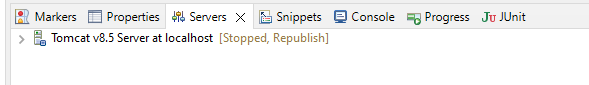 Markers Properties Servers Snippets Console Progress JUnit
Tomcat v8.5 Server at localhost [Stopped, Republish]